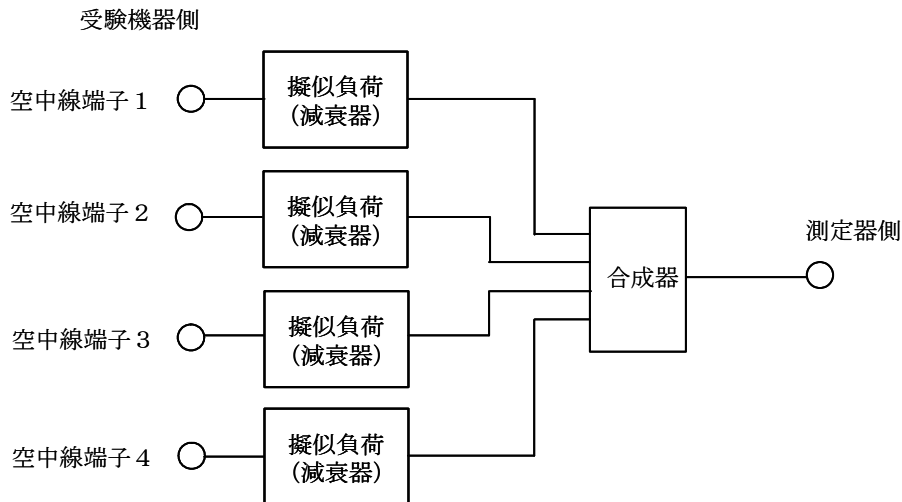 受験機器側
空中線端子1
擬似負荷
(減衰器)
空中線端子2
擬似負荷
(減衰器)
合成器
測定器側
空中線端子3
擬似負荷
(減衰器)
空中線端子4
擬似負荷
(減衰器)